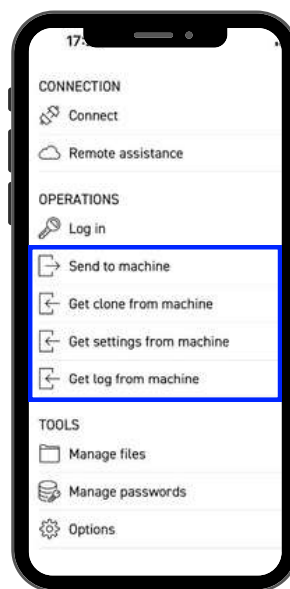 CONNECTION
Connect
Remote assistance
OPERATIONS
Log in
Send to machine
Get clone from machine
Get settings from machine
Get log from machine
TOOLS
Manage files
Manage passwords
Options